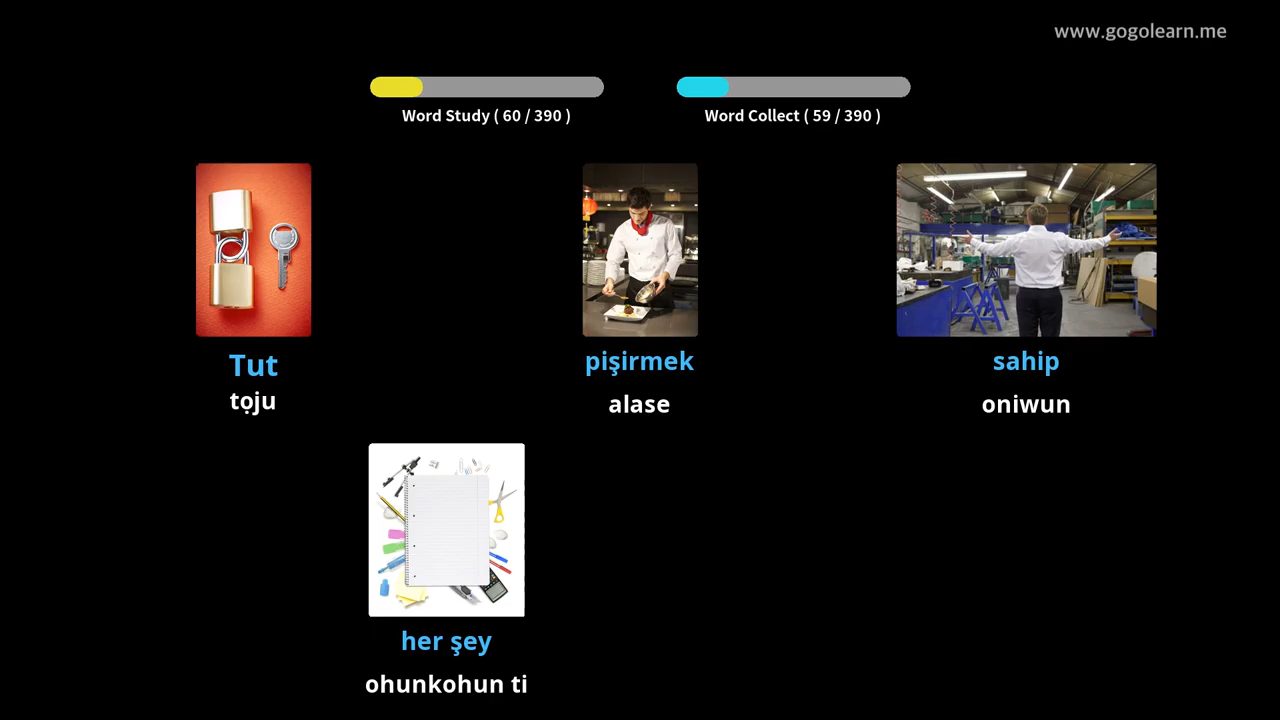 www.gogolearn.me
Word Study ( 60 / 390 )
Word Collect ( 59 / 390 )
Tut
tọju
pişirmek
alase
sahip
oniwun
her şey
ohunkohun ti